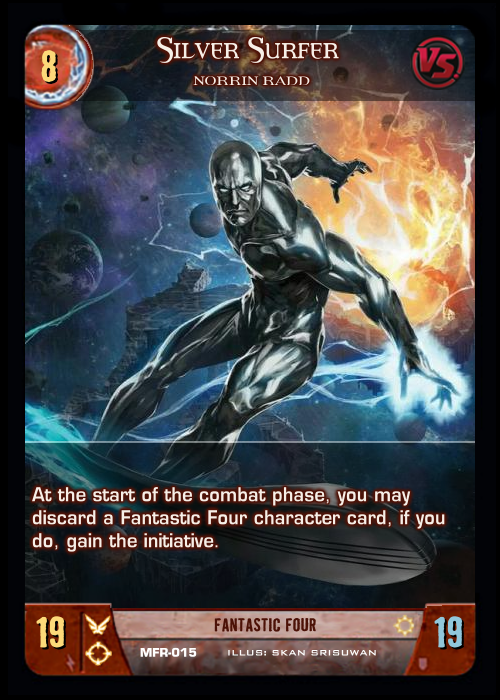 8
SILVER SURFER
VS
NORRIN RADD
At the start of the combat phase, you may
discard a Fantastic Four character card, if you
do, gain the initiative.
19
FANTASTIC FOUR
19
MFR-015 ILLUS: SKAN SRISUWAN